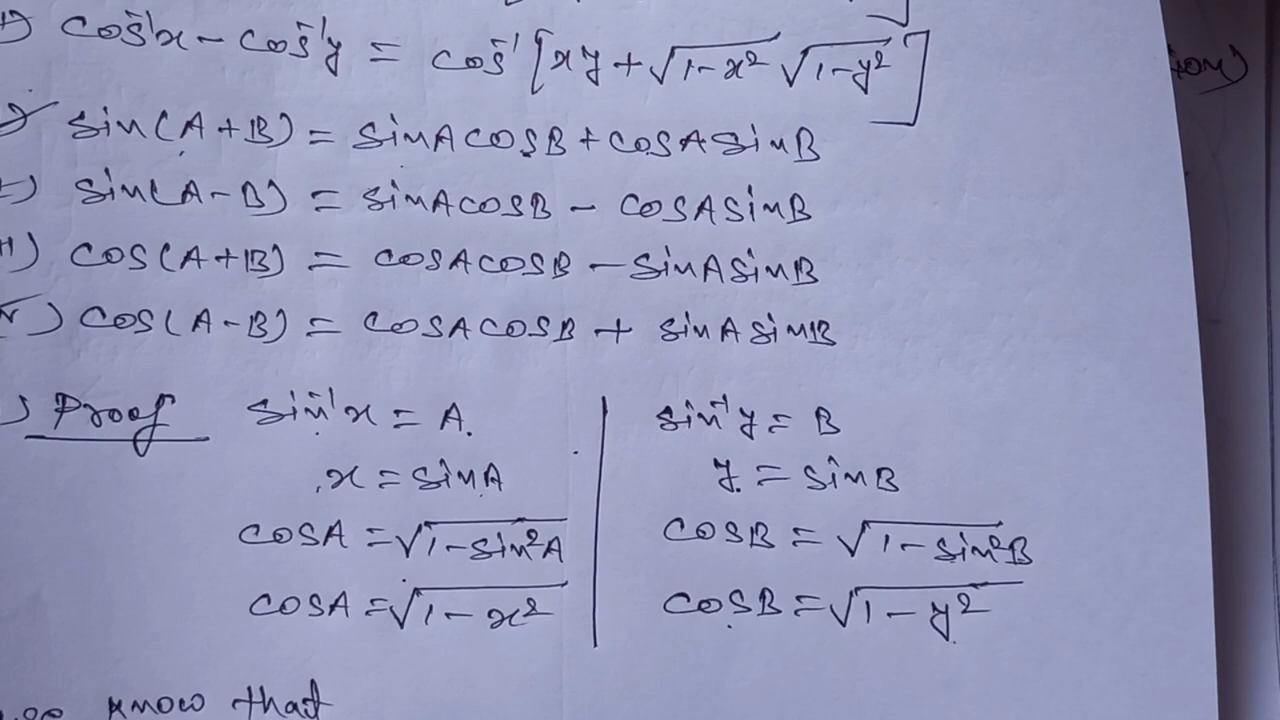 cos⁻¹x - cos⁻¹y = cos⁻¹[xy + √1-x² √1-y²]
sin(A+B) = sinAcosB + cosAsinB
sin(A-B) = sinAcosB - cosAsinB
cos(A+B) = cosAcosB - sinAsinB
cos(A-B) = cosAcosB + sinAsinB
Proof sin⁻¹x = A. sin⁻¹y = B
x = sinA y = sinB
cosA = √1-sin²A cosB = √1-sin²B
cosA = √1-x² cosB = √1-y²
know that